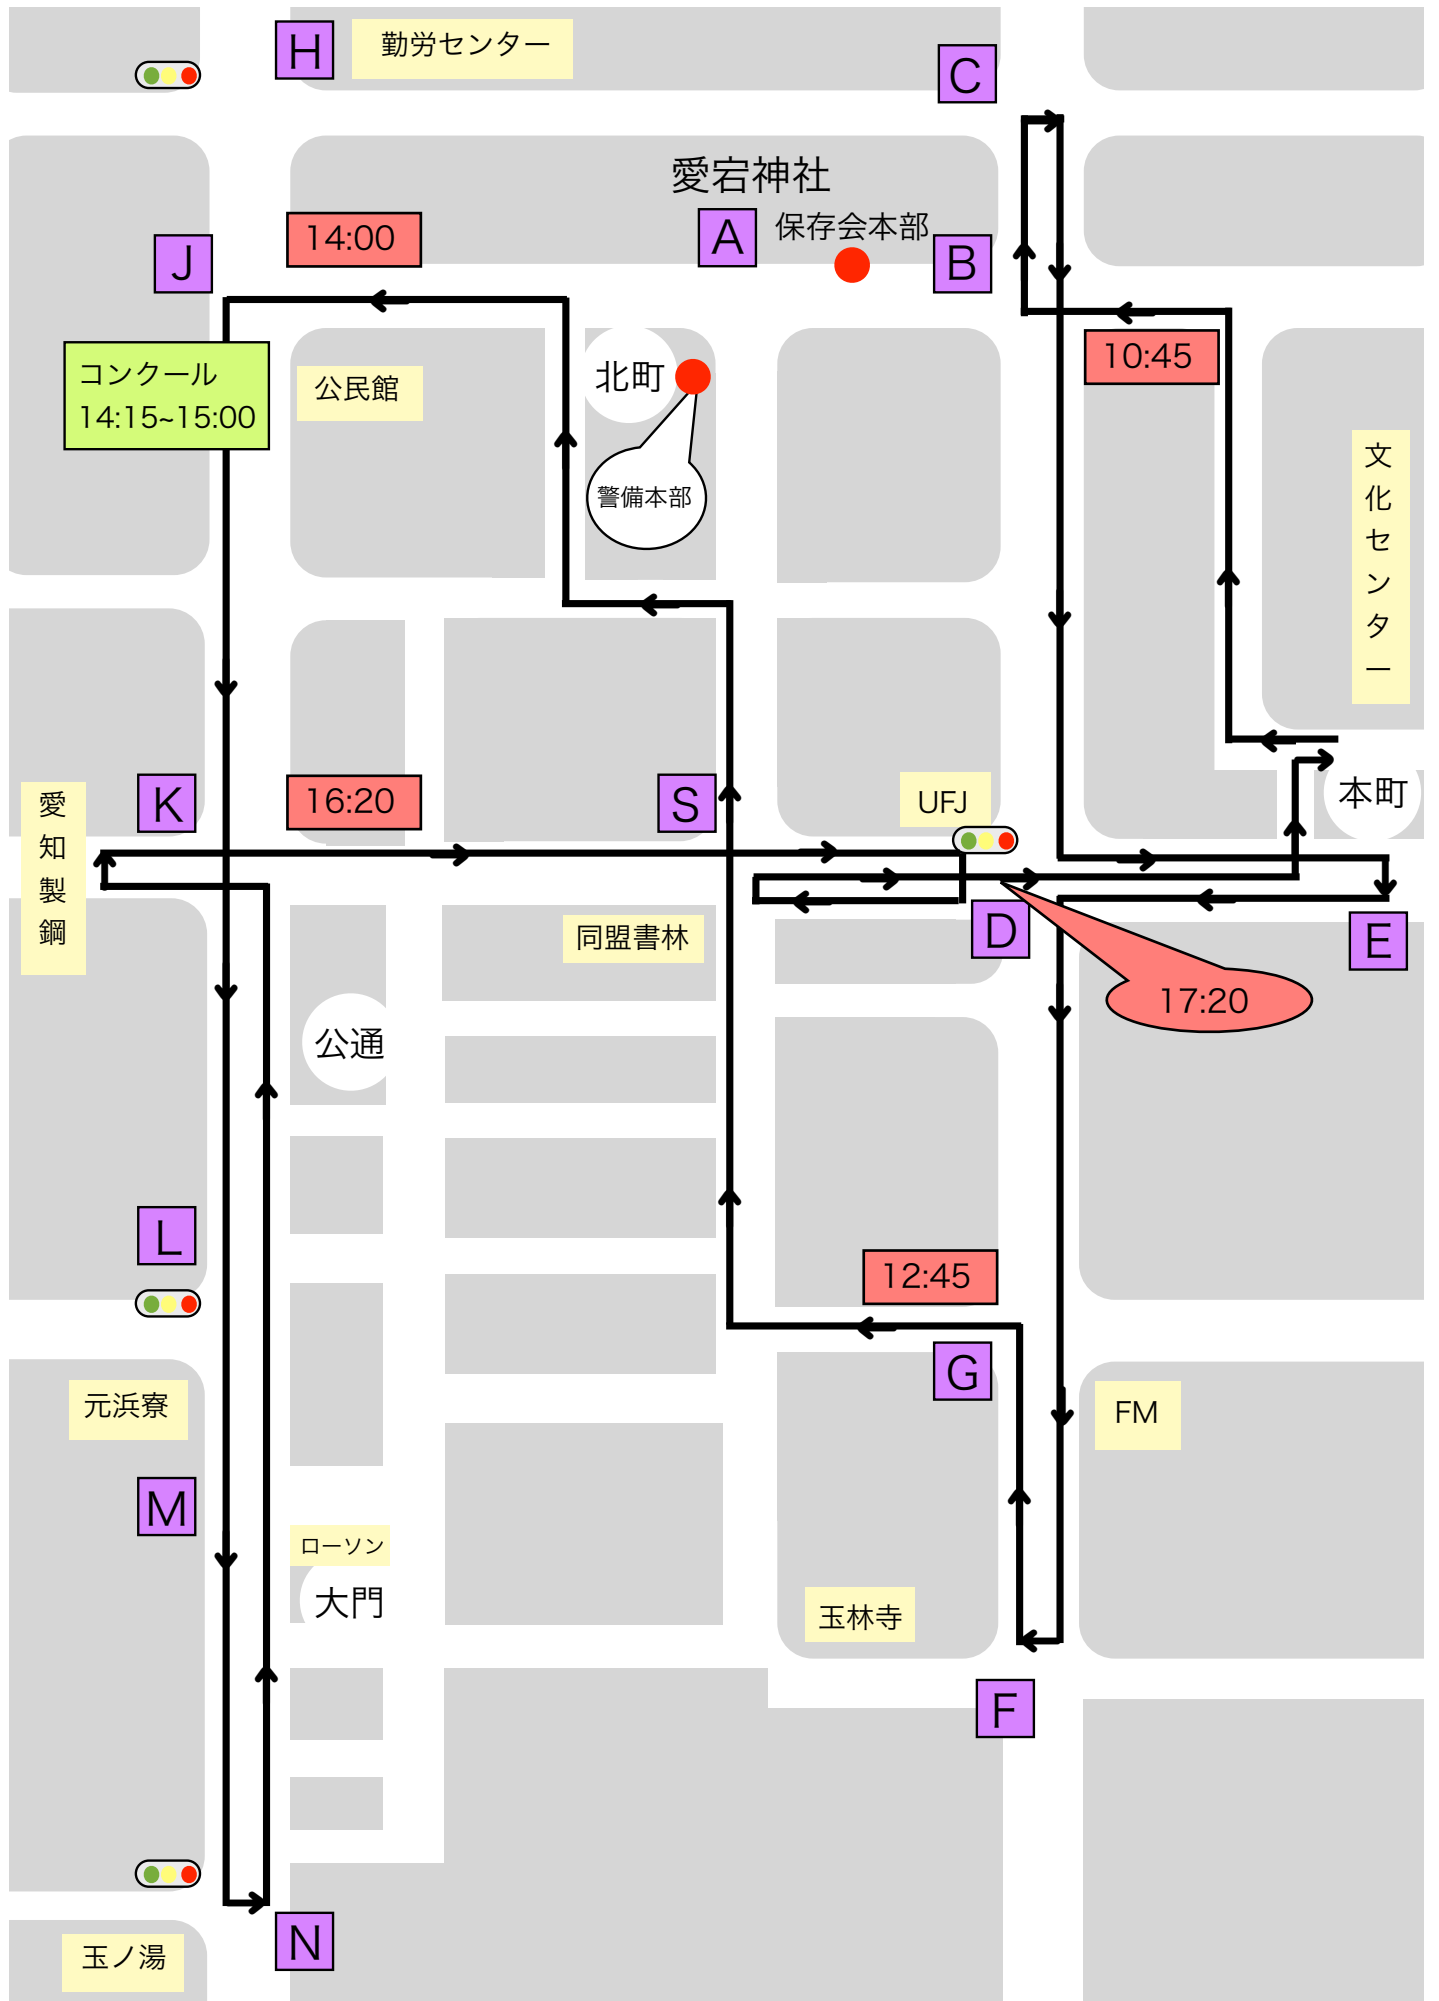 H
勤労センター
C
愛宕神社
A
保存会本部
B
J
14:00
コンクール
14:15~15:00
公民館
北町
警備本部
10:45
文化センター
K
16:20
S
UFJ
本町
愛知製鋼
同盟書林
D
E
17:20
公通
L
12:45
G
元浜寮
FM
M
ローソン
大門
玉林寺
F
N
玉ノ湯